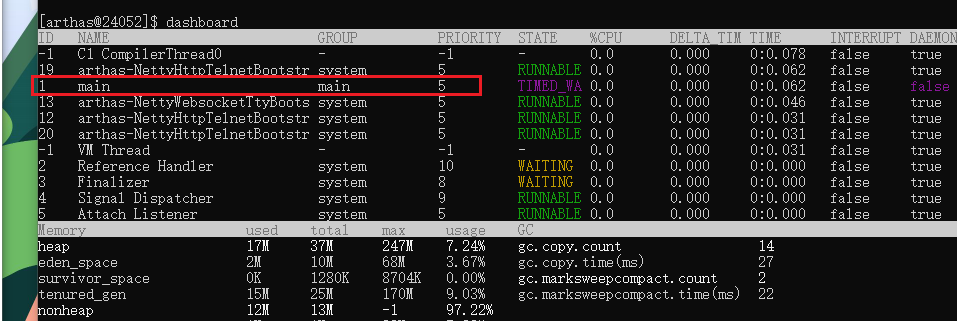 [arthas@24052]$ dashboard
ID NAME GROUP PRIORITY STATE %CPU DELTA_TIM TIME INTERRUPT DAEMON
-1 C1 CompilerThread0 - -1 - 0.0 0.000 0:0.078 false true
19 arthas-NettyHttpTelnetBootstr system 5 RUNNABLE 0.0 0.000 0:0.062 false true
1 main main 5 TIMED_WA 0.0 0.000 0:0.062 false false
13 arthas-NettyWebsocketTtyBoots system 5 RUNNABLE 0.0 0.000 0:0.046 false true
12 arthas-NettyHttpTelnetBootstr system 5 RUNNABLE 0.0 0.000 0:0.031 false true
20 arthas-NettyHttpTelnetBootstr system 5 RUNNABLE 0.0 0.000 0:0.031 false true
-1 VM Thread - -1 - 0.0 0.000 0:0.031 false true
2 Reference Handler system 10 WAITING 0.0 0.000 0:0.000 false true
3 Finalizer system 8 WAITING 0.0 0.000 0:0.000 false true
4 Signal Dispatcher system 9 RUNNABLE 0.0 0.000 0:0.000 false true
5 Attach Listener system 5 RUNNABLE 0.0 0.000 0:0.000 false true
Memory used total max usage GC
heap 17M 37M 247M 7.24% gc.copy.count 14
eden_space 2M 10M 68M 3.67% gc.copy.time(ms) 27
survivor_space 0K 1280K 8704K 0.00% gc.marksweepcompact.count 2
tenured_gen 15M 25M 170M 9.03% gc.marksweepcompact.time(ms) 22
nonheap 12M 13M -1 97.22%